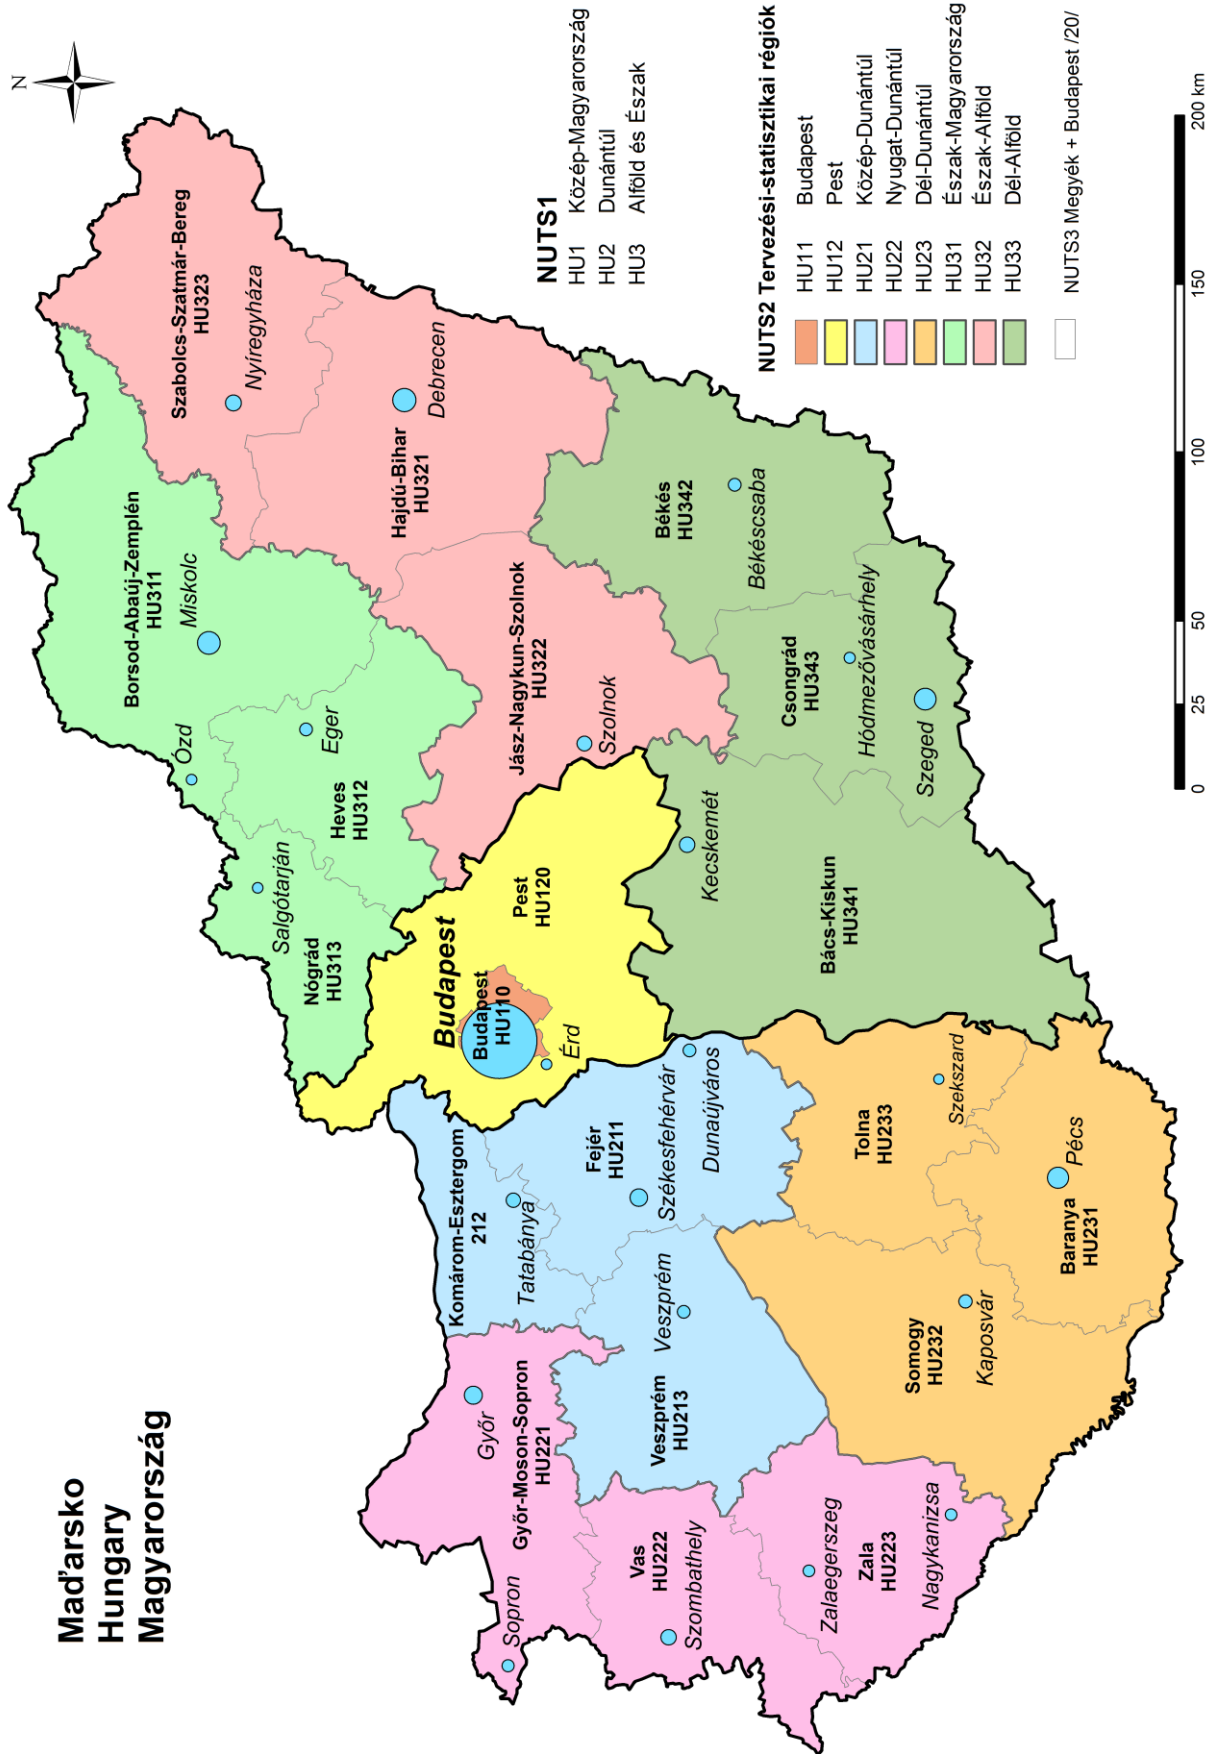 Maďarsko
Hungary
Magyarország
N
Szabolcs-Szatmár-Bereg
HU323
Nyíregyháza
Borsod-Abaúj-Zemplén
HU311
Miskolc
Ózd
Hajdú-Bihar
HU321
Debrecen
Eger
Heves
HU312
Salgótarján
Nógrád
HU313
Jász-Nagykun-Szolnok
HU322
Szolnok
Budapest
Budapest
HU110
Pest
HU120
Érd
Komárom-Esztergom
212
Tatabánya
Fejér
HU211
Székesfehérvár
Dunaújváros
Győr
Győr-Moson-Sopron
HU221
Sopron
Veszprém
Veszprém
HU213
Vas
HU222
Szombathely
Zalaegerszeg
Zala
HU223
Nagykanizsa
Somogy
HU232
Kaposvár
Tolna
HU233
Szekszard
Pécs
Baranya
HU231
Kecskemét
Bács-Kiskun
HU341
Békés
HU342
Békéscsaba
Csongrád
HU343
Hódmezővásárhely
Szeged
NUTS1
HU1 Közép-Magyarország
HU2 Dunántúl
HU3 Alföld és Észak
NUTS2 Tervezési-statisztikai régiók
HU11 Budapest
HU12 Pest
HU21 Közép-Dunántúl
HU22 Nyugat-Dunántúl
HU23 Dél-Dunántúl
HU31 Észak-Magyarország
HU32 Észak-Alföld
HU33 Dél-Alföld
NUTS3 Megyék + Budapest /20/
0 25 50 100 150 200 km